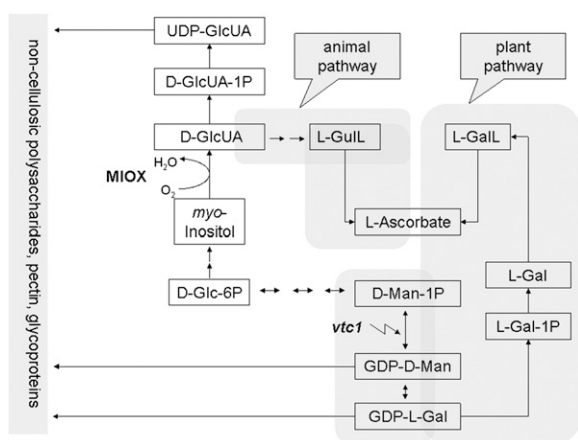 non-cellulosic polysaccharides, pectin, glycoproteins
UDP-GlcUA
animal
pathway
plant
pathway
D-GlcUA-1P
D-GlcUA
L-GulL
L-GalL
MIOX
H2O
O2
myo-
Inositol
L-Ascorbate
D-Glc-6P
D-Man-1P
L-Gal
vtc1
L-Gal-1P
GDP-D-Man
GDP-L-Gal